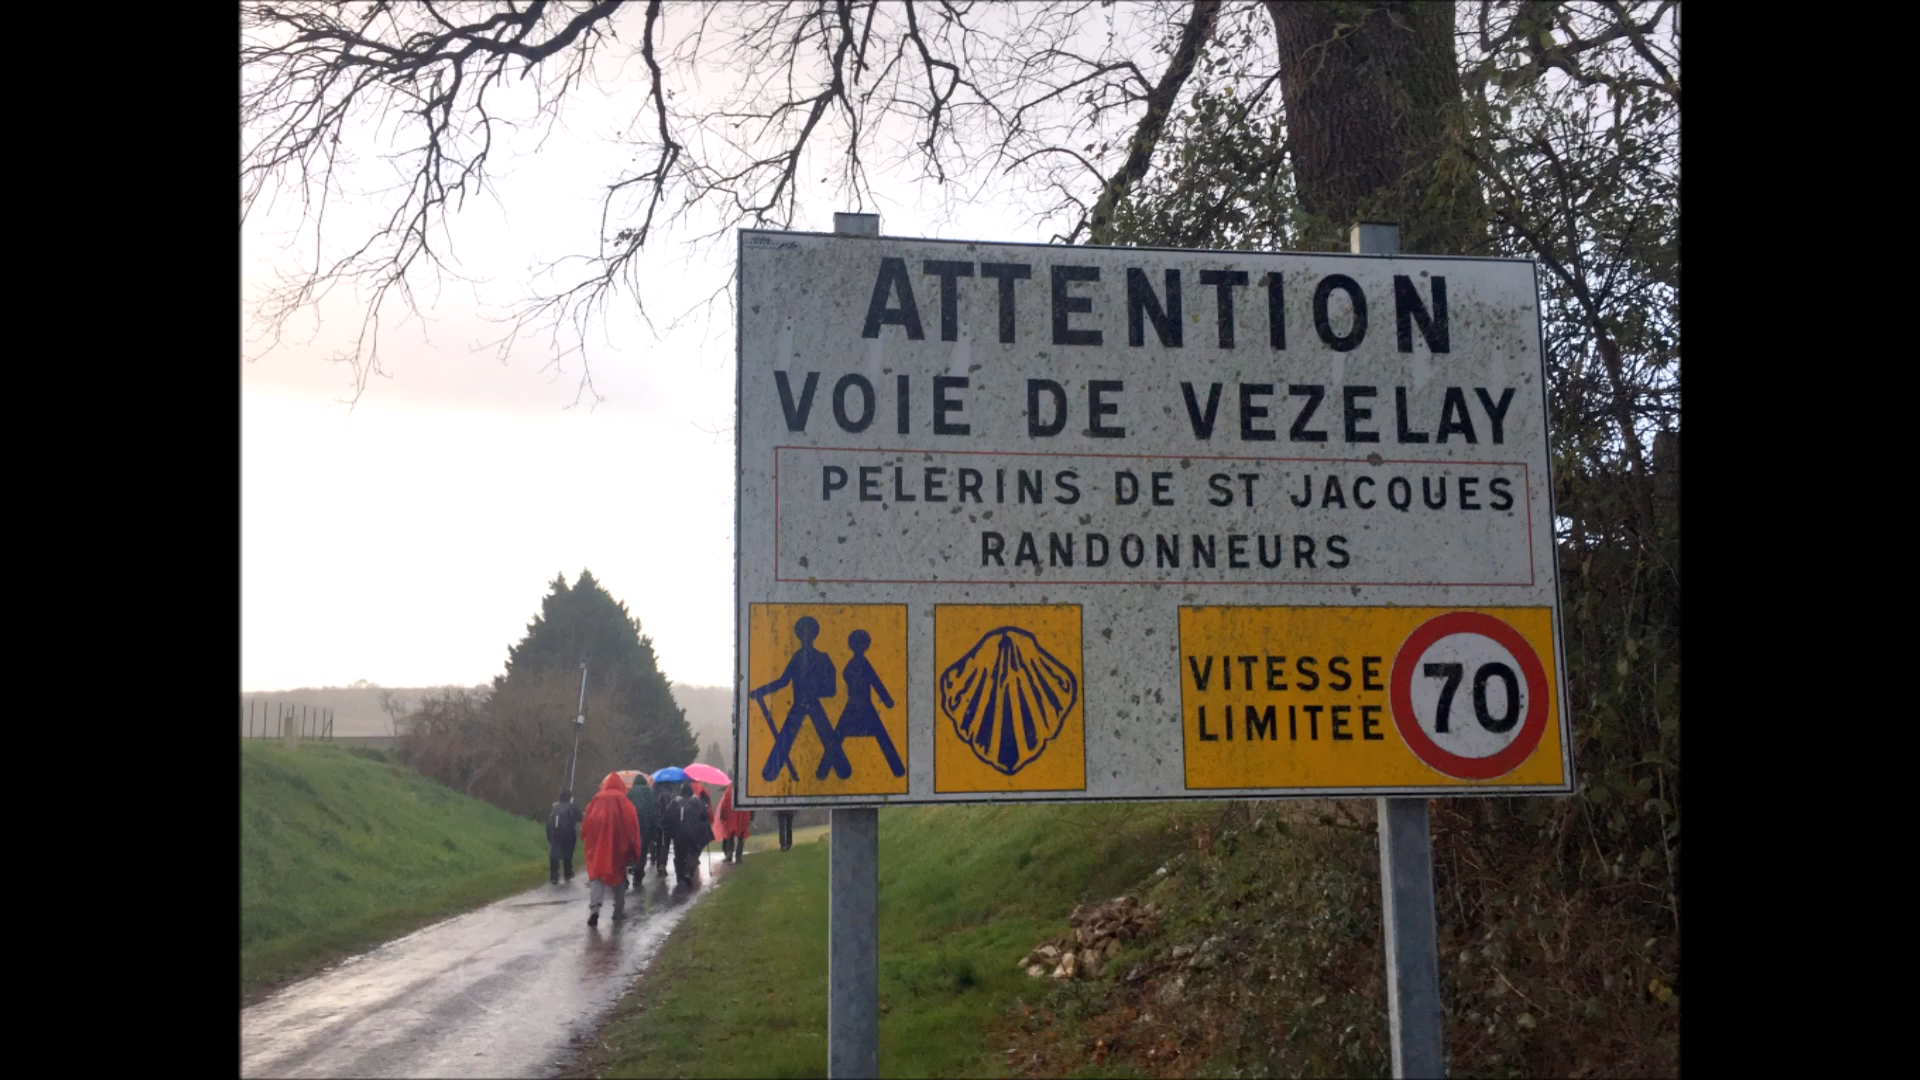 ATTENTION
VOIE DE VEZELAY
PELERINS DE ST JACQUES
RANDONNEURS
VITESSE
LIMITEE
70